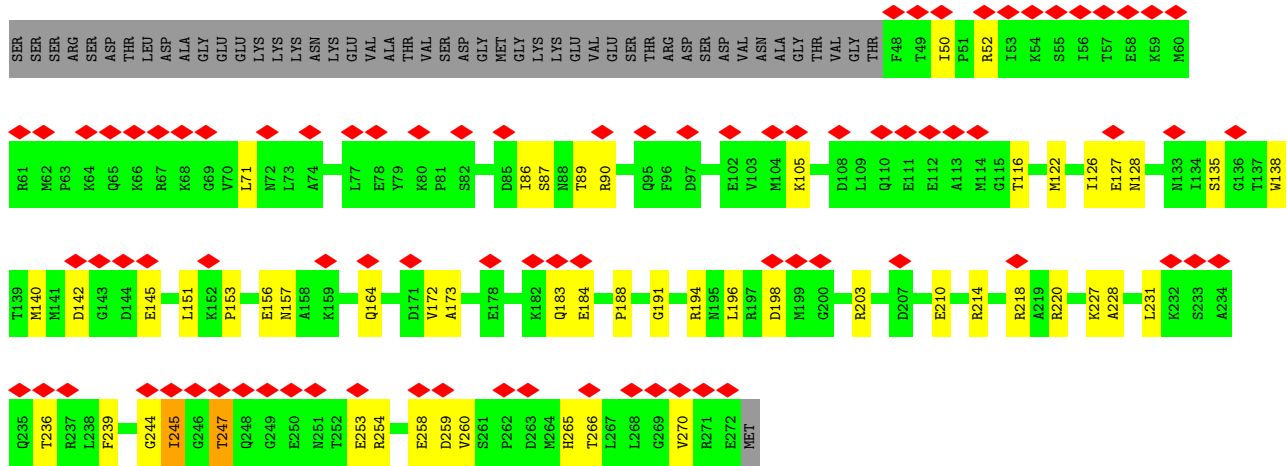 SER SER SER ARG SER ASP THR LEU ASP ALA GLY GLU GLU LYS LYS LYS ASN LYS GLU VAL ALA THR VAL SER ASP GLY MET GLY LYS LYS GLU VAL GLU SER THR ARG ASP SER ASP VAL ASN ALA GLY THR VAL GLY THR F48 T49 I50 P51 R52 I53 K54 S55 I56 T57 E58 K59 M60
R61 M62 P63 K64 Q65 K66 R67 K68 G69 V70 L71 N72 L73 A74 L77 E78 Y79 K80 P81 S82 D85 I86 S87 N88 T89 R90 Q95 F96 D97 E102 V103 M104 K105 D108 L109 Q110 E111 E112 A113 M114 G115 T116 M122 I126 E127 N128 N133 I134 S135 G136 T137 W138
T139 M140 M141 D142 G143 D144 E145 L151 K152 P153 E156 N157 A158 K159 Q164 D171 V172 A173 E178 K182 Q183 E184 P188 G191 R194 N195 L196 R197 D198 M199 G200 R203 D207 E210 R214 R218 A219 R220 K227 A228 L231 K232 S233 A234
Q235 T236 R237 L238 F239 G244 I245 G246 T247 Q248 G249 E250 N251 T252 E253 R254 E258 D259 V260 S261 P262 D263 M264 H265 T266 L267 L268 G269 V270 R271 E272 MET